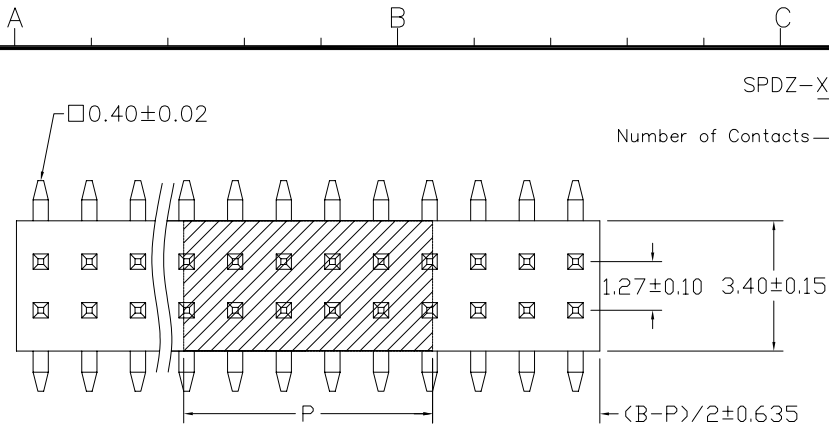 A B C
SPDZ-X
□0.40±0.02
Number of Contacts
1.27±0.10 3.40±0.15
P
(B-P)/2±0.635